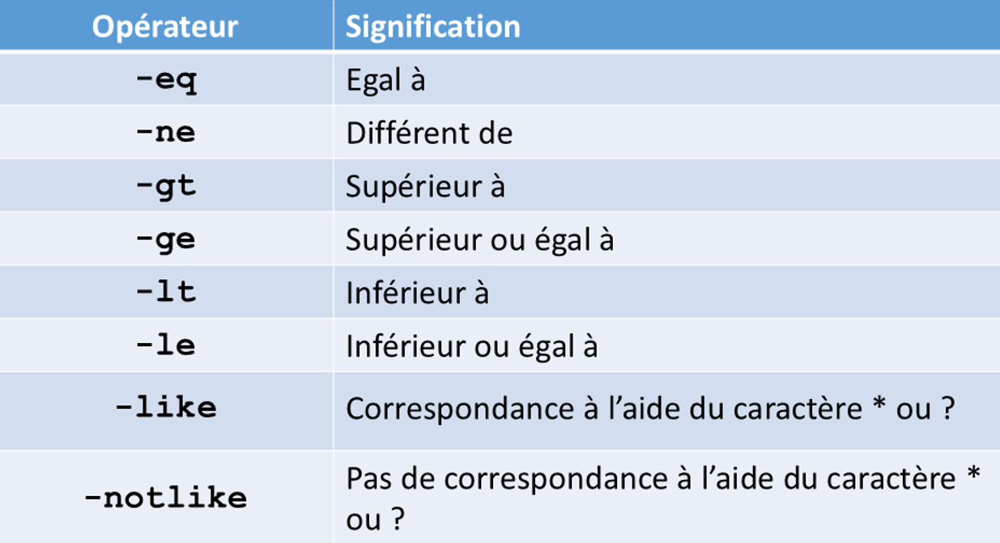 Opérateur Signification
-eq Egal à
-ne Différent de
-gt Supérieur à
-ge Supérieur ou égal à
-lt Inférieur à
-le Inférieur ou égal à
-like Correspondance à l’aide du caractère * ou ?
-notlike Pas de correspondance à l’aide du caractère *
ou ?